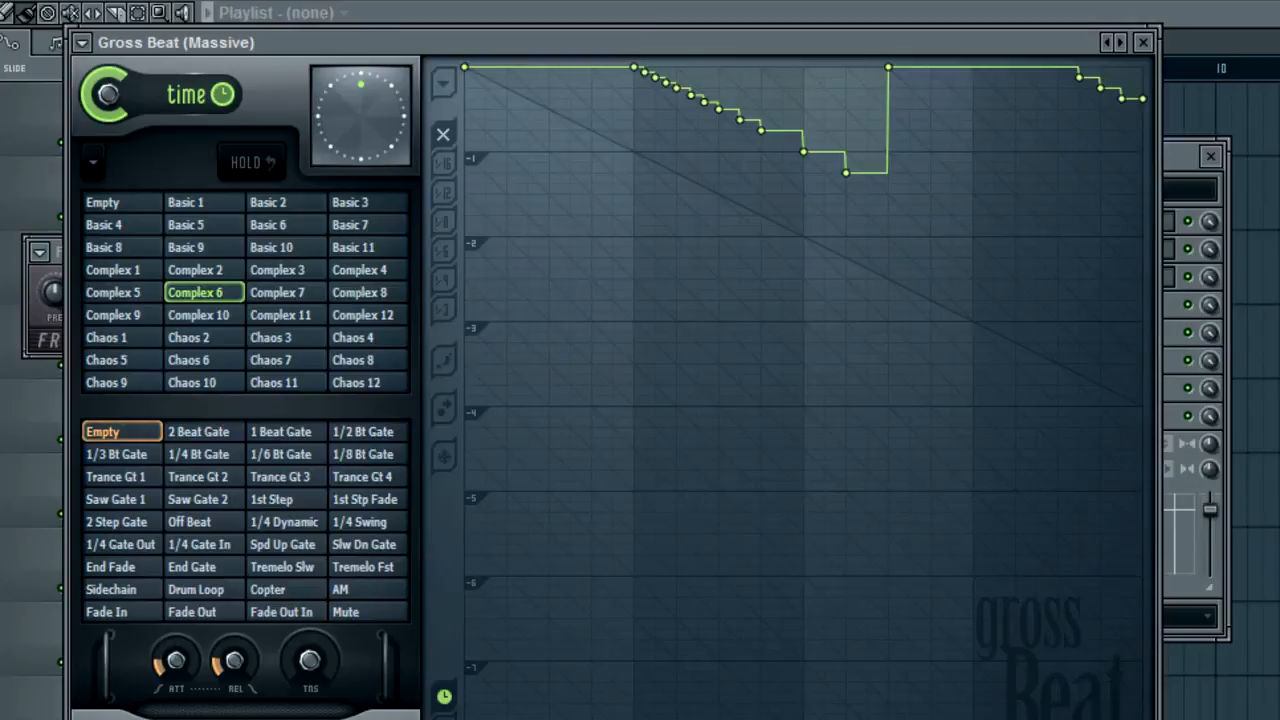 Playlist - (none)
Gross Beat (Massive)
SLIDE
10
time
HOLD
Empty Basic 1 Basic 2 Basic 3
Basic 4 Basic 5 Basic 6 Basic 7
Basic 8 Basic 9 Basic 10 Basic 11
Complex 1 Complex 2 Complex 3 Complex 4
Complex 5 Complex 6 Complex 7 Complex 8
Complex 9 Complex 10 Complex 11 Complex 12
Chaos 1 Chaos 2 Chaos 3 Chaos 4
Chaos 5 Chaos 6 Chaos 7 Chaos 8
Chaos 9 Chaos 10 Chaos 11 Chaos 12
Empty 2 Beat Gate 1 Beat Gate 1/2 Bt Gate
1/3 Bt Gate 1/4 Bt Gate 1/6 Bt Gate 1/8 Bt Gate
Trance Gt 1 Trance Gt 2 Trance Gt 3 Trance Gt 4
Saw Gate 1 Saw Gate 2 1st Step 1st Stp Fade
2 Step Gate Off Beat 1/4 Dynamic 1/4 Swing
1/4 Gate Out 1/4 Gate In Spd Up Gate Slw Dn Gate
End Fade End Gate Tremelo Slw Tremelo Fst
Sidechain Drum Loop Copter AM
Fade In Fade Out Fade Out In Mute
ATT REL TNS
PRE
FR
-1
-2
-3
-4
-5
-6
-7
gross
Beat